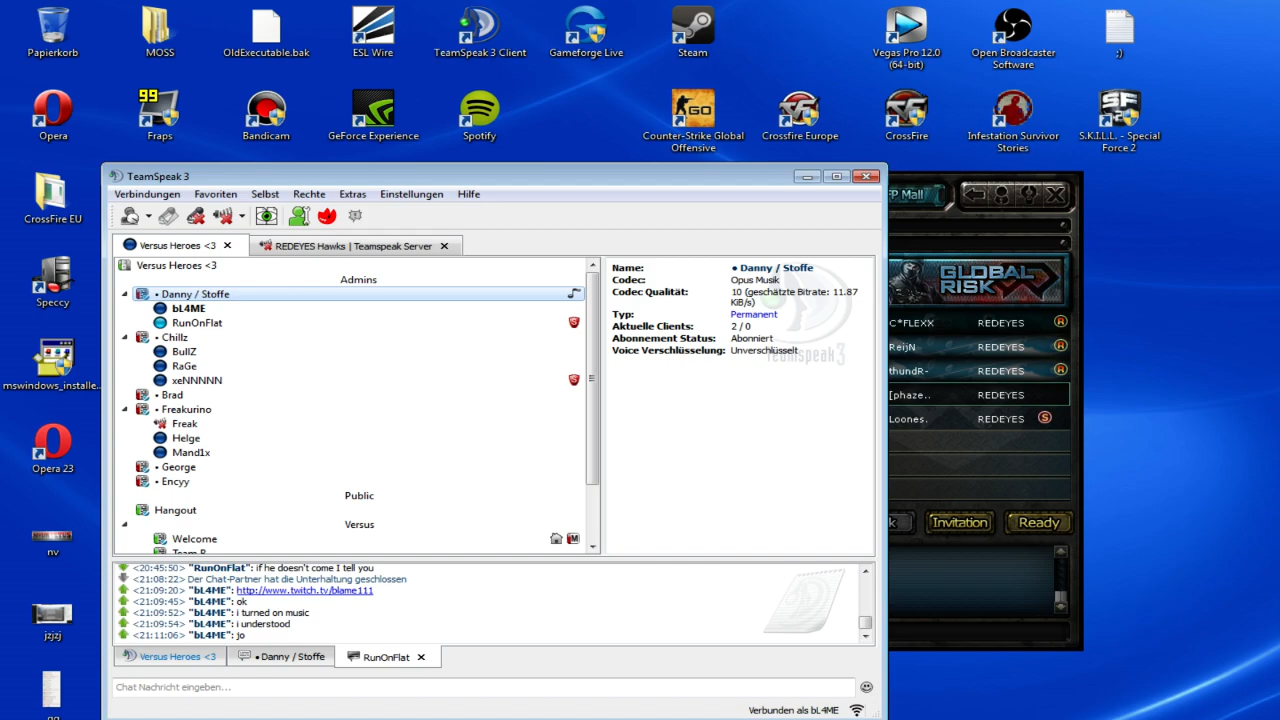 Papierkorb
MOSS
OldExecutable.bak
ESL Wire
TeamSpeak 3 Client
Gameforge Live
Steam
Vegas Pro 12.0
(64-bit)
Open Broadcaster
Software
;)
Opera
99
Fraps
Bandicam
GeForce Experience
Spotify
GO
Counter-Strike Global
Offensive
Crossfire Europe
CrossFire
Infestation Survivor
Stories
SF
S.K.I.L.L. - Special
Force 2
CrossFire EU
Speccy
mswindows_installe...
Opera 23
nv
jzjzj
TeamSpeak 3
Verbindungen
Favoriten
Selbst
Rechte
Extras
Einstellungen
Hilfe
Versus Heroes <3
REDEYES Hawks | Teamspeak Server
Versus Heroes <3
Admins
• Danny / Stoffe
bL4ME
RunOnFlat
• Chillz
BullZ
RaGe
xeNNNNN
• Brad
• Freakurino
Freak
Helge
Mand1x
• George
• Encyy
Public
Hangout
Versus
Welcome
M
Team B
Name: • Danny / Stoffe
Codec: Opus Musik
Codec Qualität: 10 (geschätzte Bitrate: 11.87
KiB/s)
Typ: Permanent
Aktuelle Clients: 2 / 0
Abonnement Status: Abonniert
Voice Verschlüsselung: Unverschlüsselt
teamspeak3
<20:45:50> "RunOnFlat": if he doesn't come I tell you
<21:08:22> Der Chat-Partner hat die Unterhaltung geschlossen
<21:09:20> "bL4ME": http://www.twitch.tv/blame111
<21:09:45> "bL4ME": ok
<21:09:52> "bL4ME": i turned on music
<21:09:54> "bL4ME": i understood
<21:11:06> "bL4ME": jo
Versus Heroes <3
• Danny / Stoffe
RunOnFlat
Chat Nachricht eingeben...
Verbunden als bL4ME
FP Mall
GLOBAL
RISK
C*FLEXX REDEYES R
ReijN REDEYES R
thundR- REDEYES R
[phaze.. REDEYES
Loones. REDEYES S
k
Invitation
Ready